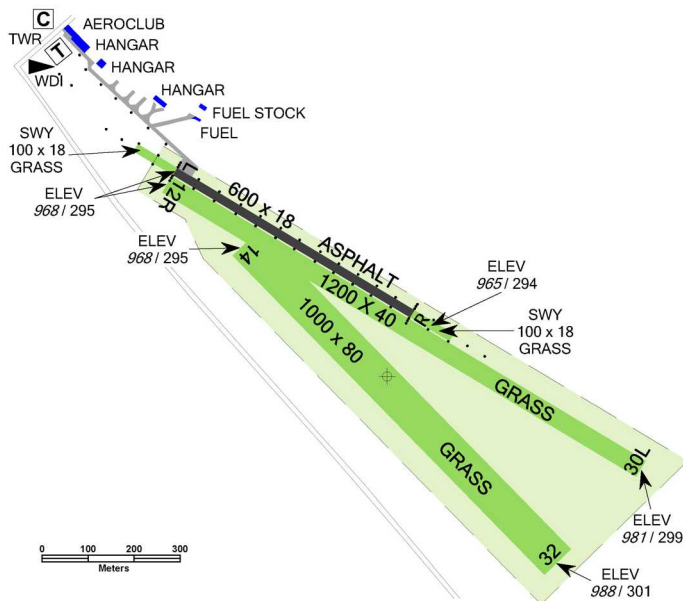 C
AEROCLUB
TWR
HANGAR
T
HANGAR
WDI
HANGAR
FUEL STOCK
FUEL
SWY
100 x 18
GRASS
L
ELEV
968 / 295
12R
600 x 18
ASPHALT
ELEV
968 / 295
14
ELEV
965 / 294
1200 X 40
R
SWY
100 x 18
GRASS
1000 x 80
GRASS
GRASS
30L
ELEV
981 / 299
32
ELEV
988 / 301
0 100 200 300
Meters